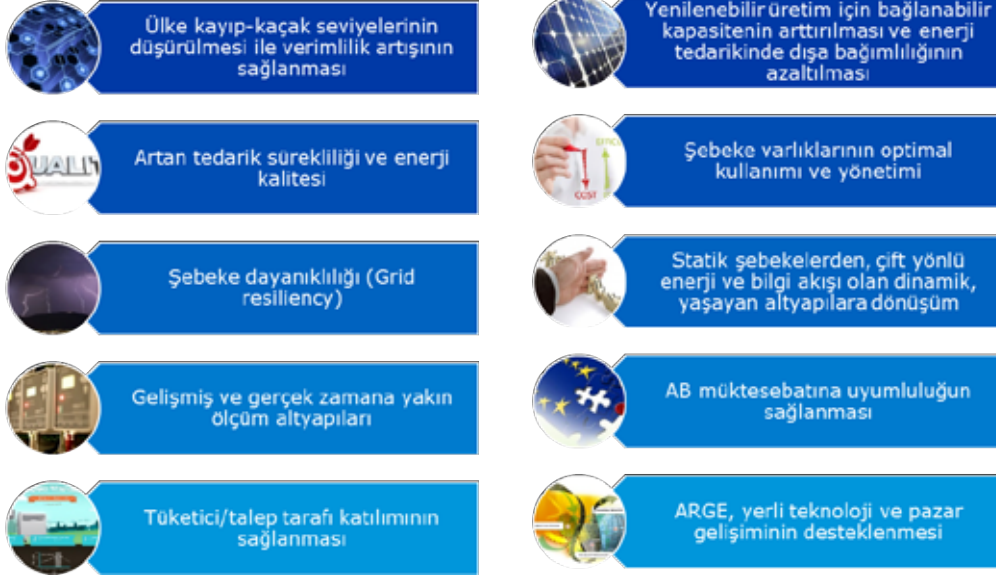 Ülke kayıp-kaçak seviyelerinin
düşürülmesi ile verimlilik artışının
sağlanması
Artan tedarik sürekliliği ve enerji
kalitesi
Şebeke dayanıklılığı (Grid
resiliency)
Gelişmiş ve gerçek zamana yakın
ölçüm altyapıları
Tüketici/talep tarafı katılımının
sağlanması
Yenilenebilir üretim için bağlanabilir
kapasitenin arttırılması ve enerji
tedarikinde dışa bağımlılığının
azaltılması
Şebeke varlıklarının optimal
kullanımı ve yönetimi
COST
Statik şebekelerden, çift yönlü
enerji ve bilgi akışı olan dinamik,
yaşayan altyapılara dönüşüm
AB müktesebatına uyumluluğun
sağlanması
ARGE, yerli teknoloji ve pazar
gelişiminin desteklenmesi